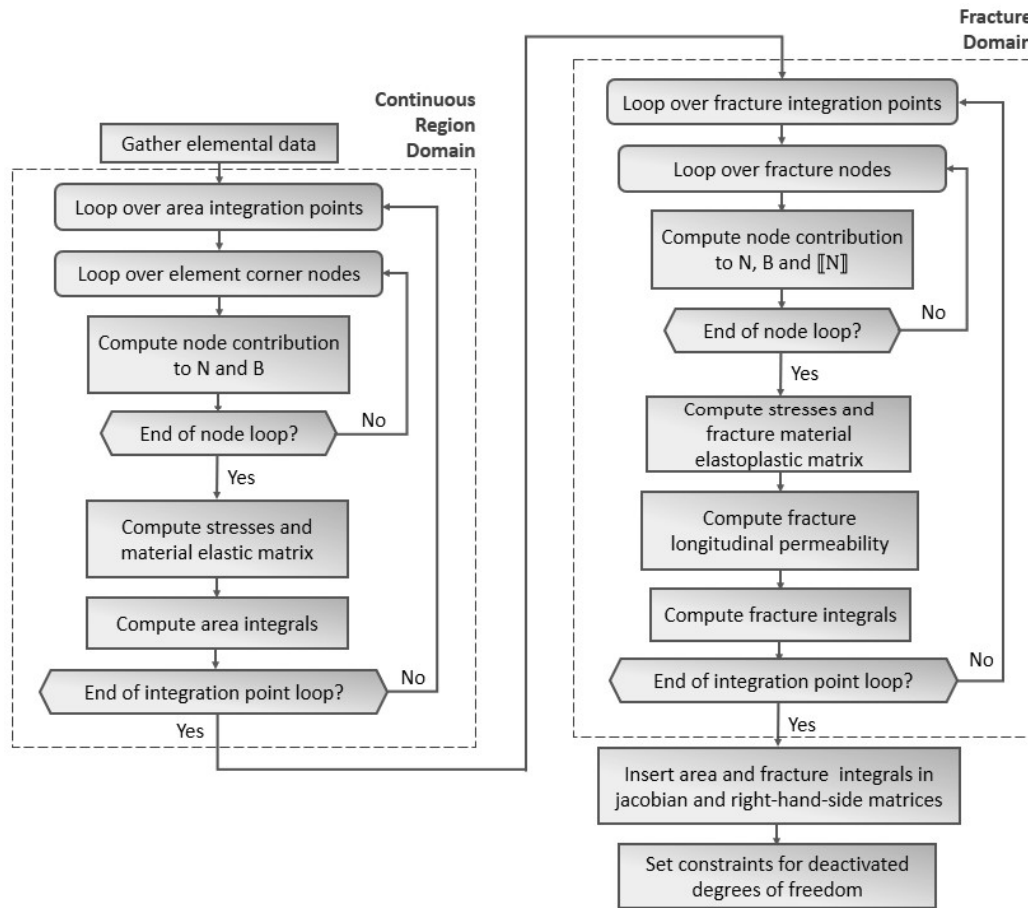 Continuous
Region
Domain
Gather elemental data
Loop over area integration points
Loop over element corner nodes
Compute node contribution
to N and B
No
End of node loop?
Yes
Compute stresses and
material elastic matrix
Compute area integrals
No
End of integration point loop?
Yes
Fracture
Domain
Loop over fracture integration points
Loop over fracture nodes
Compute node contribution
to N, B and ⟦N⟧
No
End of node loop?
Yes
Compute stresses and
fracture material
elastoplastic matrix
Compute fracture
longitudinal permeability
Compute fracture integrals
No
End of integration point loop?
Yes
Insert area and fracture integrals in
jacobian and right-hand-side matrices
Set constraints for deactivated
degrees of freedom